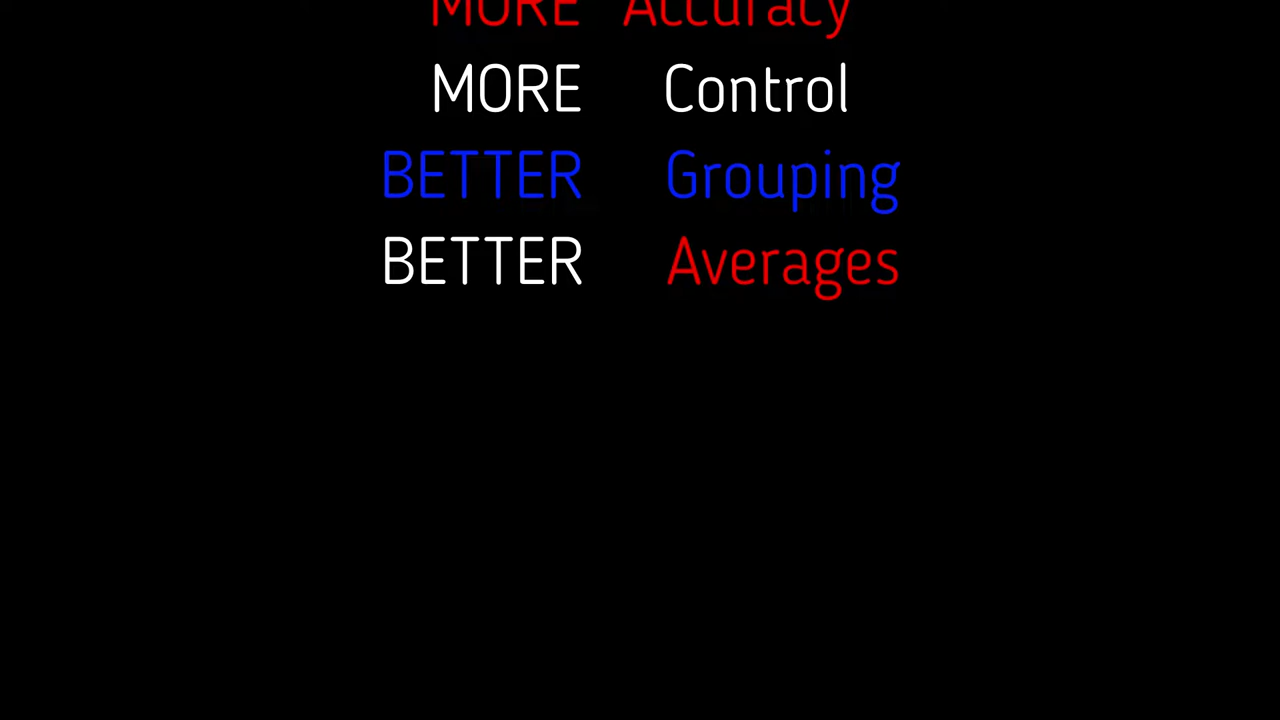 MORE Accuracy
MORE Control
BETTER Grouping
BETTER Averages